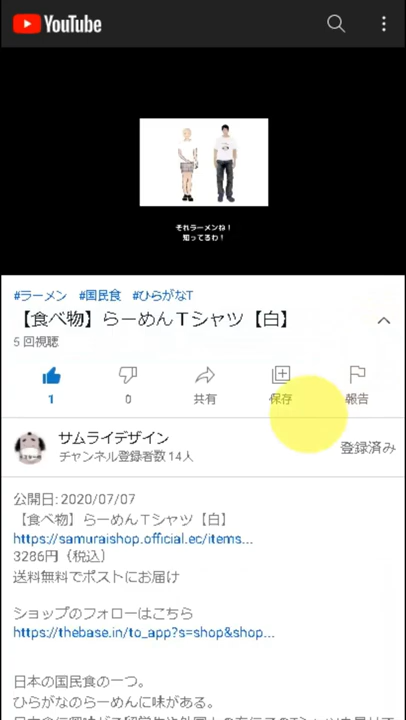 YouTube
それラーメンね！
知ってるわ！
#ラーメン #国民食 #ひらがなT
【食べ物】らーめんTシャツ【白】
5 回視聴
1 0 共有 保存 報告
サムライデザイン
チャンネル登録者数 14人
登録済み
公開日: 2020/07/07
【食べ物】らーめんTシャツ【白】
https://samuraishop.official.ec/items...
3286円（税込）
送料無料でポストにお届け
ショップのフォローはこちら
https://thebase.in/to_app?s=shop&shop...
日本の国民食の一つ。
ひらがなのらーめんに味がある。